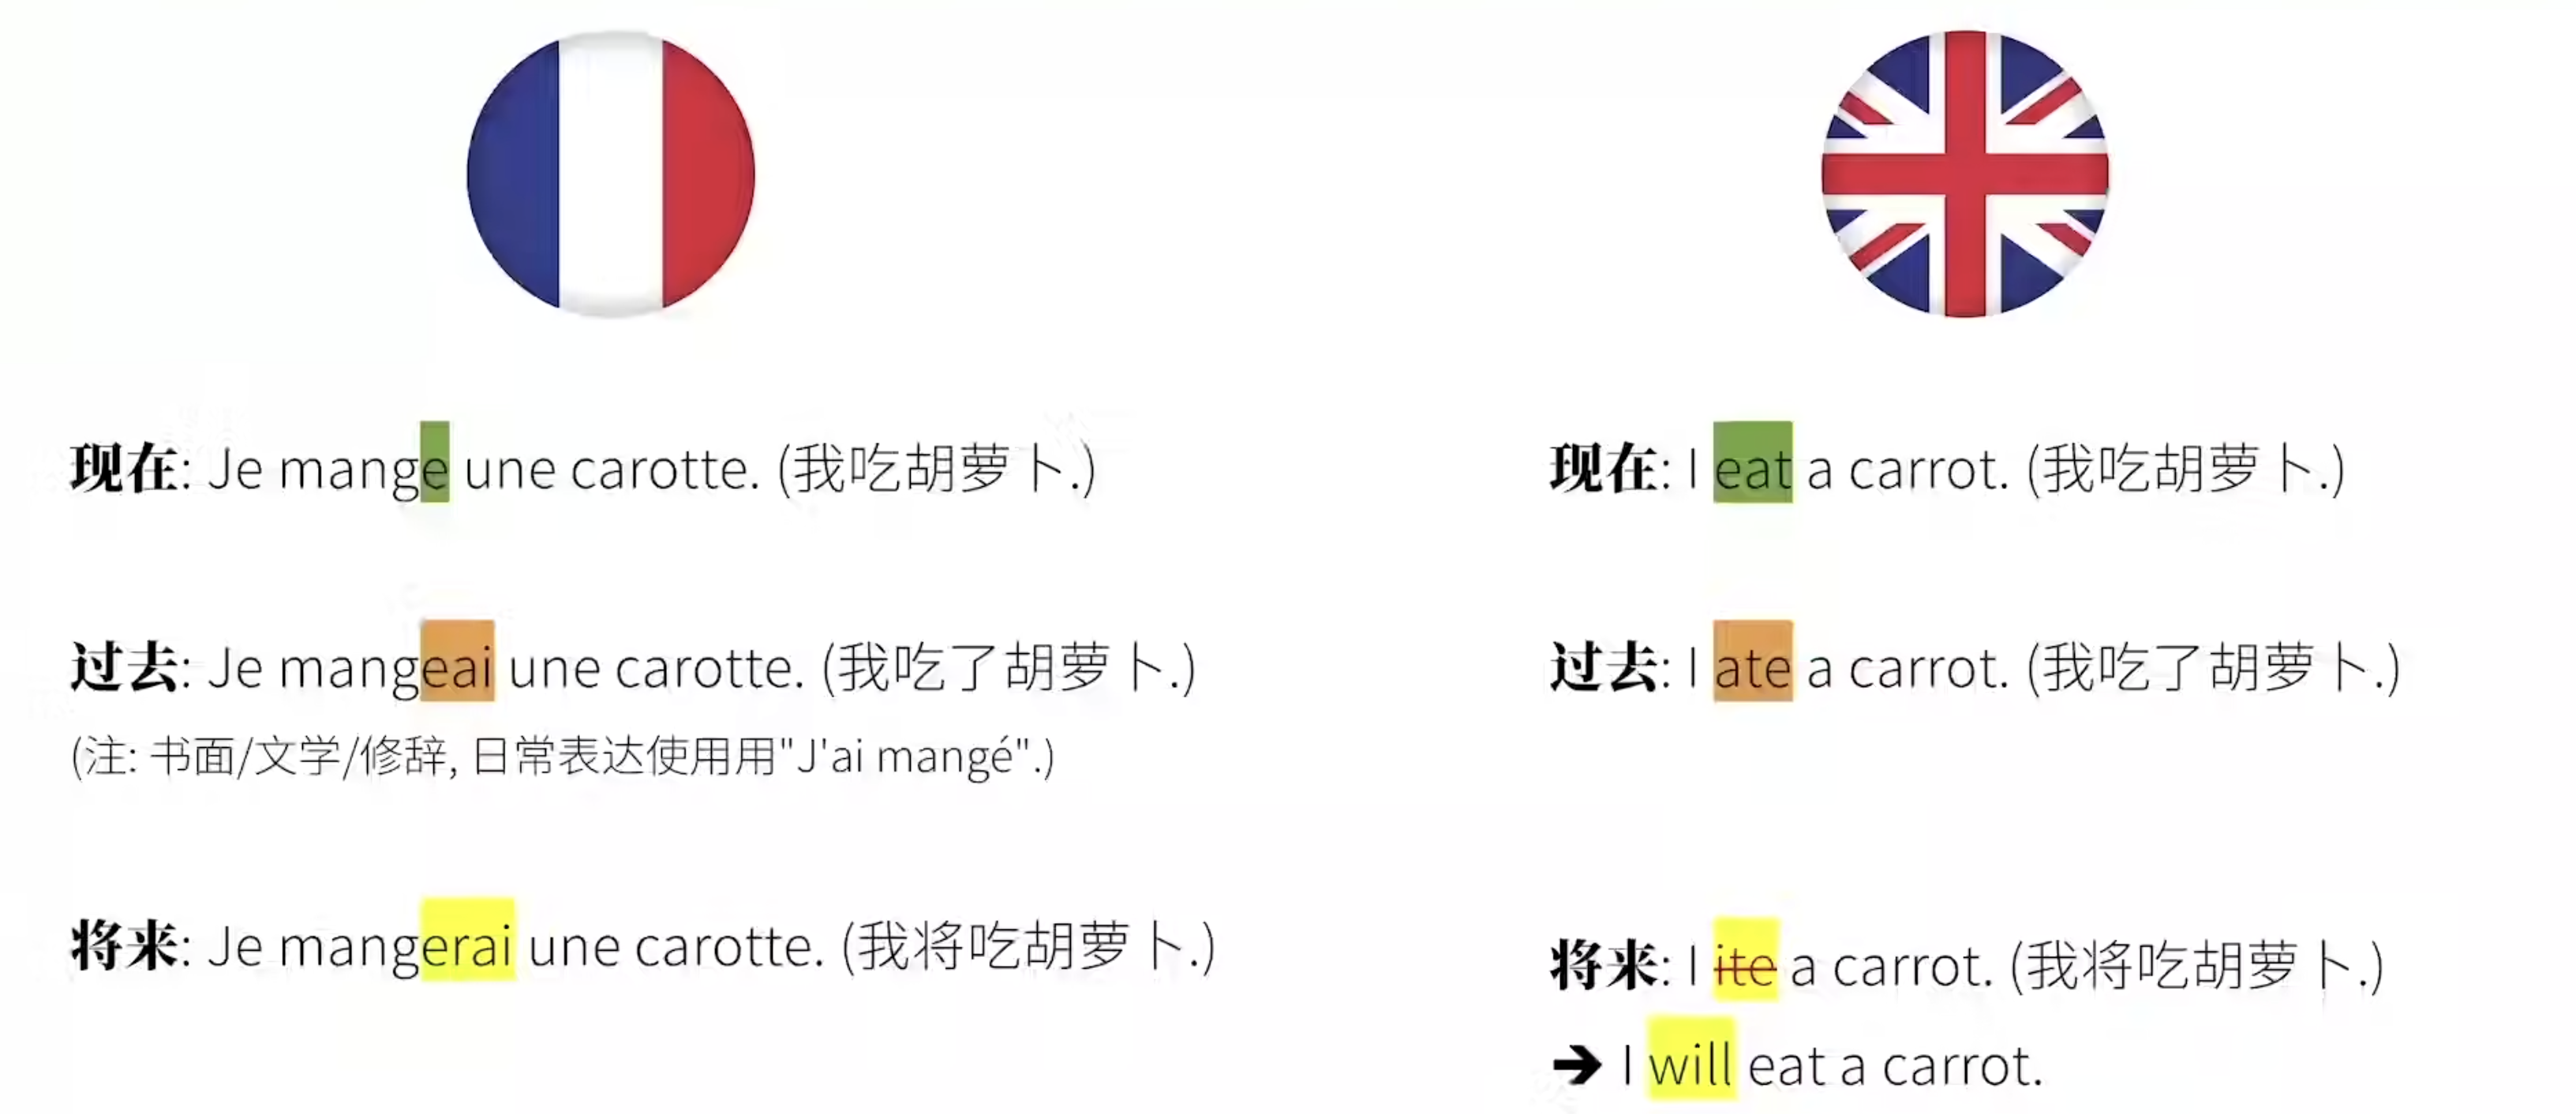 现在: Je mange une carotte. (我吃胡萝卜.)
过去: Je mangeai une carotte. (我吃了胡萝卜.)
(注: 书面/文学/修辞, 日常表达使用用"J'ai mangé".)
将来: Je mangerai une carotte. (我将吃胡萝卜.)
现在: I eat a carrot. (我吃胡萝卜.)
过去: I ate a carrot. (我吃了胡萝卜.)
将来: I ite a carrot. (我将吃胡萝卜.)
➔ I will eat a carrot.